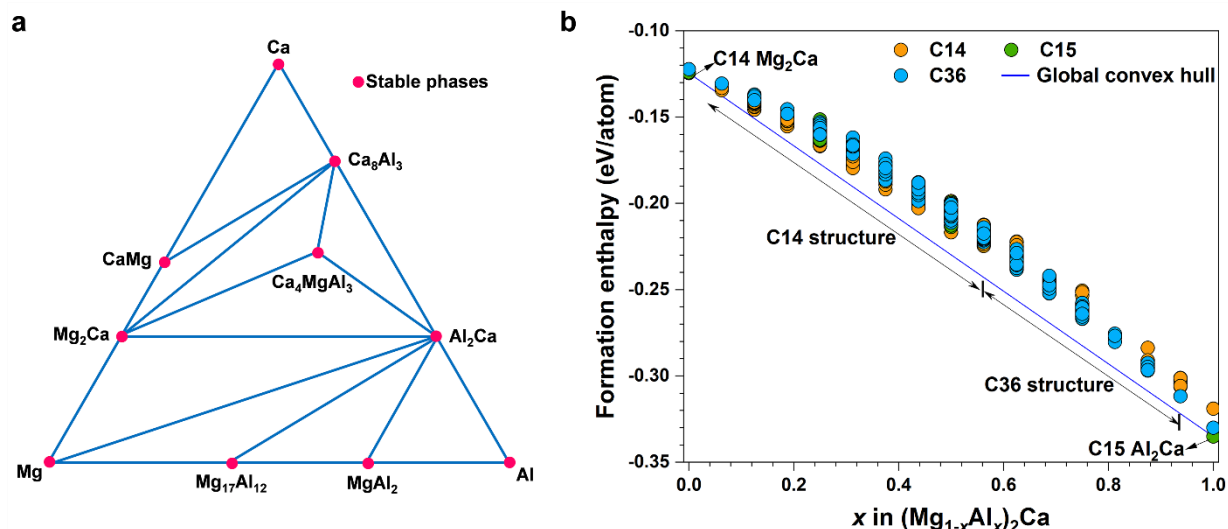 a
Ca
Stable phases
Ca8Al3
CaMg
Ca4MgAl3
Mg2Ca
Al2Ca
Mg
Mg17Al12
MgAl2
Al
b
-0.10
-0.15
-0.20
-0.25
-0.30
-0.35
Formation enthalpy (eV/atom)
C14
C15
C36
Global convex hull
C14 Mg2Ca
C14 structure
C36 structure
C15 Al2Ca
0.0
0.2
0.4
0.6
0.8
1.0
x in (Mg1-xAlx)2Ca